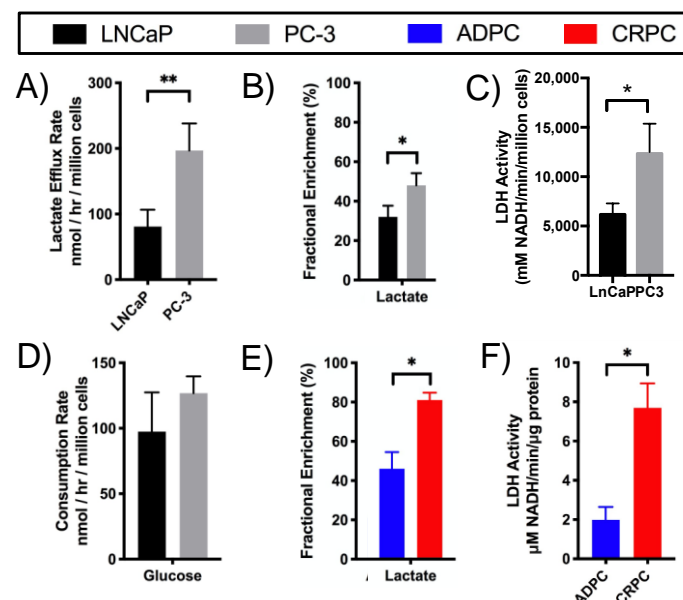 LNCaP PC-3 ADPC CRPC
A)
Lactate Efflux Rate
nmol / hr / million cells
300
200
100
0
**
LNCaP
PC-3
B)
Fractional Enrichment (%)
100
80
60
40
20
0
*
Lactate
C)
LDH Activity
(mM NADH/min/million cells)
20,000
15,000
10,000
5,000
0
*
LnCaPPC3
D)
Consumption Rate
nmol / hr / million cells
150
100
50
0
Glucose
E)
Fractional Enrichment (%)
100
80
60
40
20
0
*
Lactate
F)
LDH Activity
µM NADH/min/µg protein
10
8
6
4
2
0
*
ADPC
CRPC